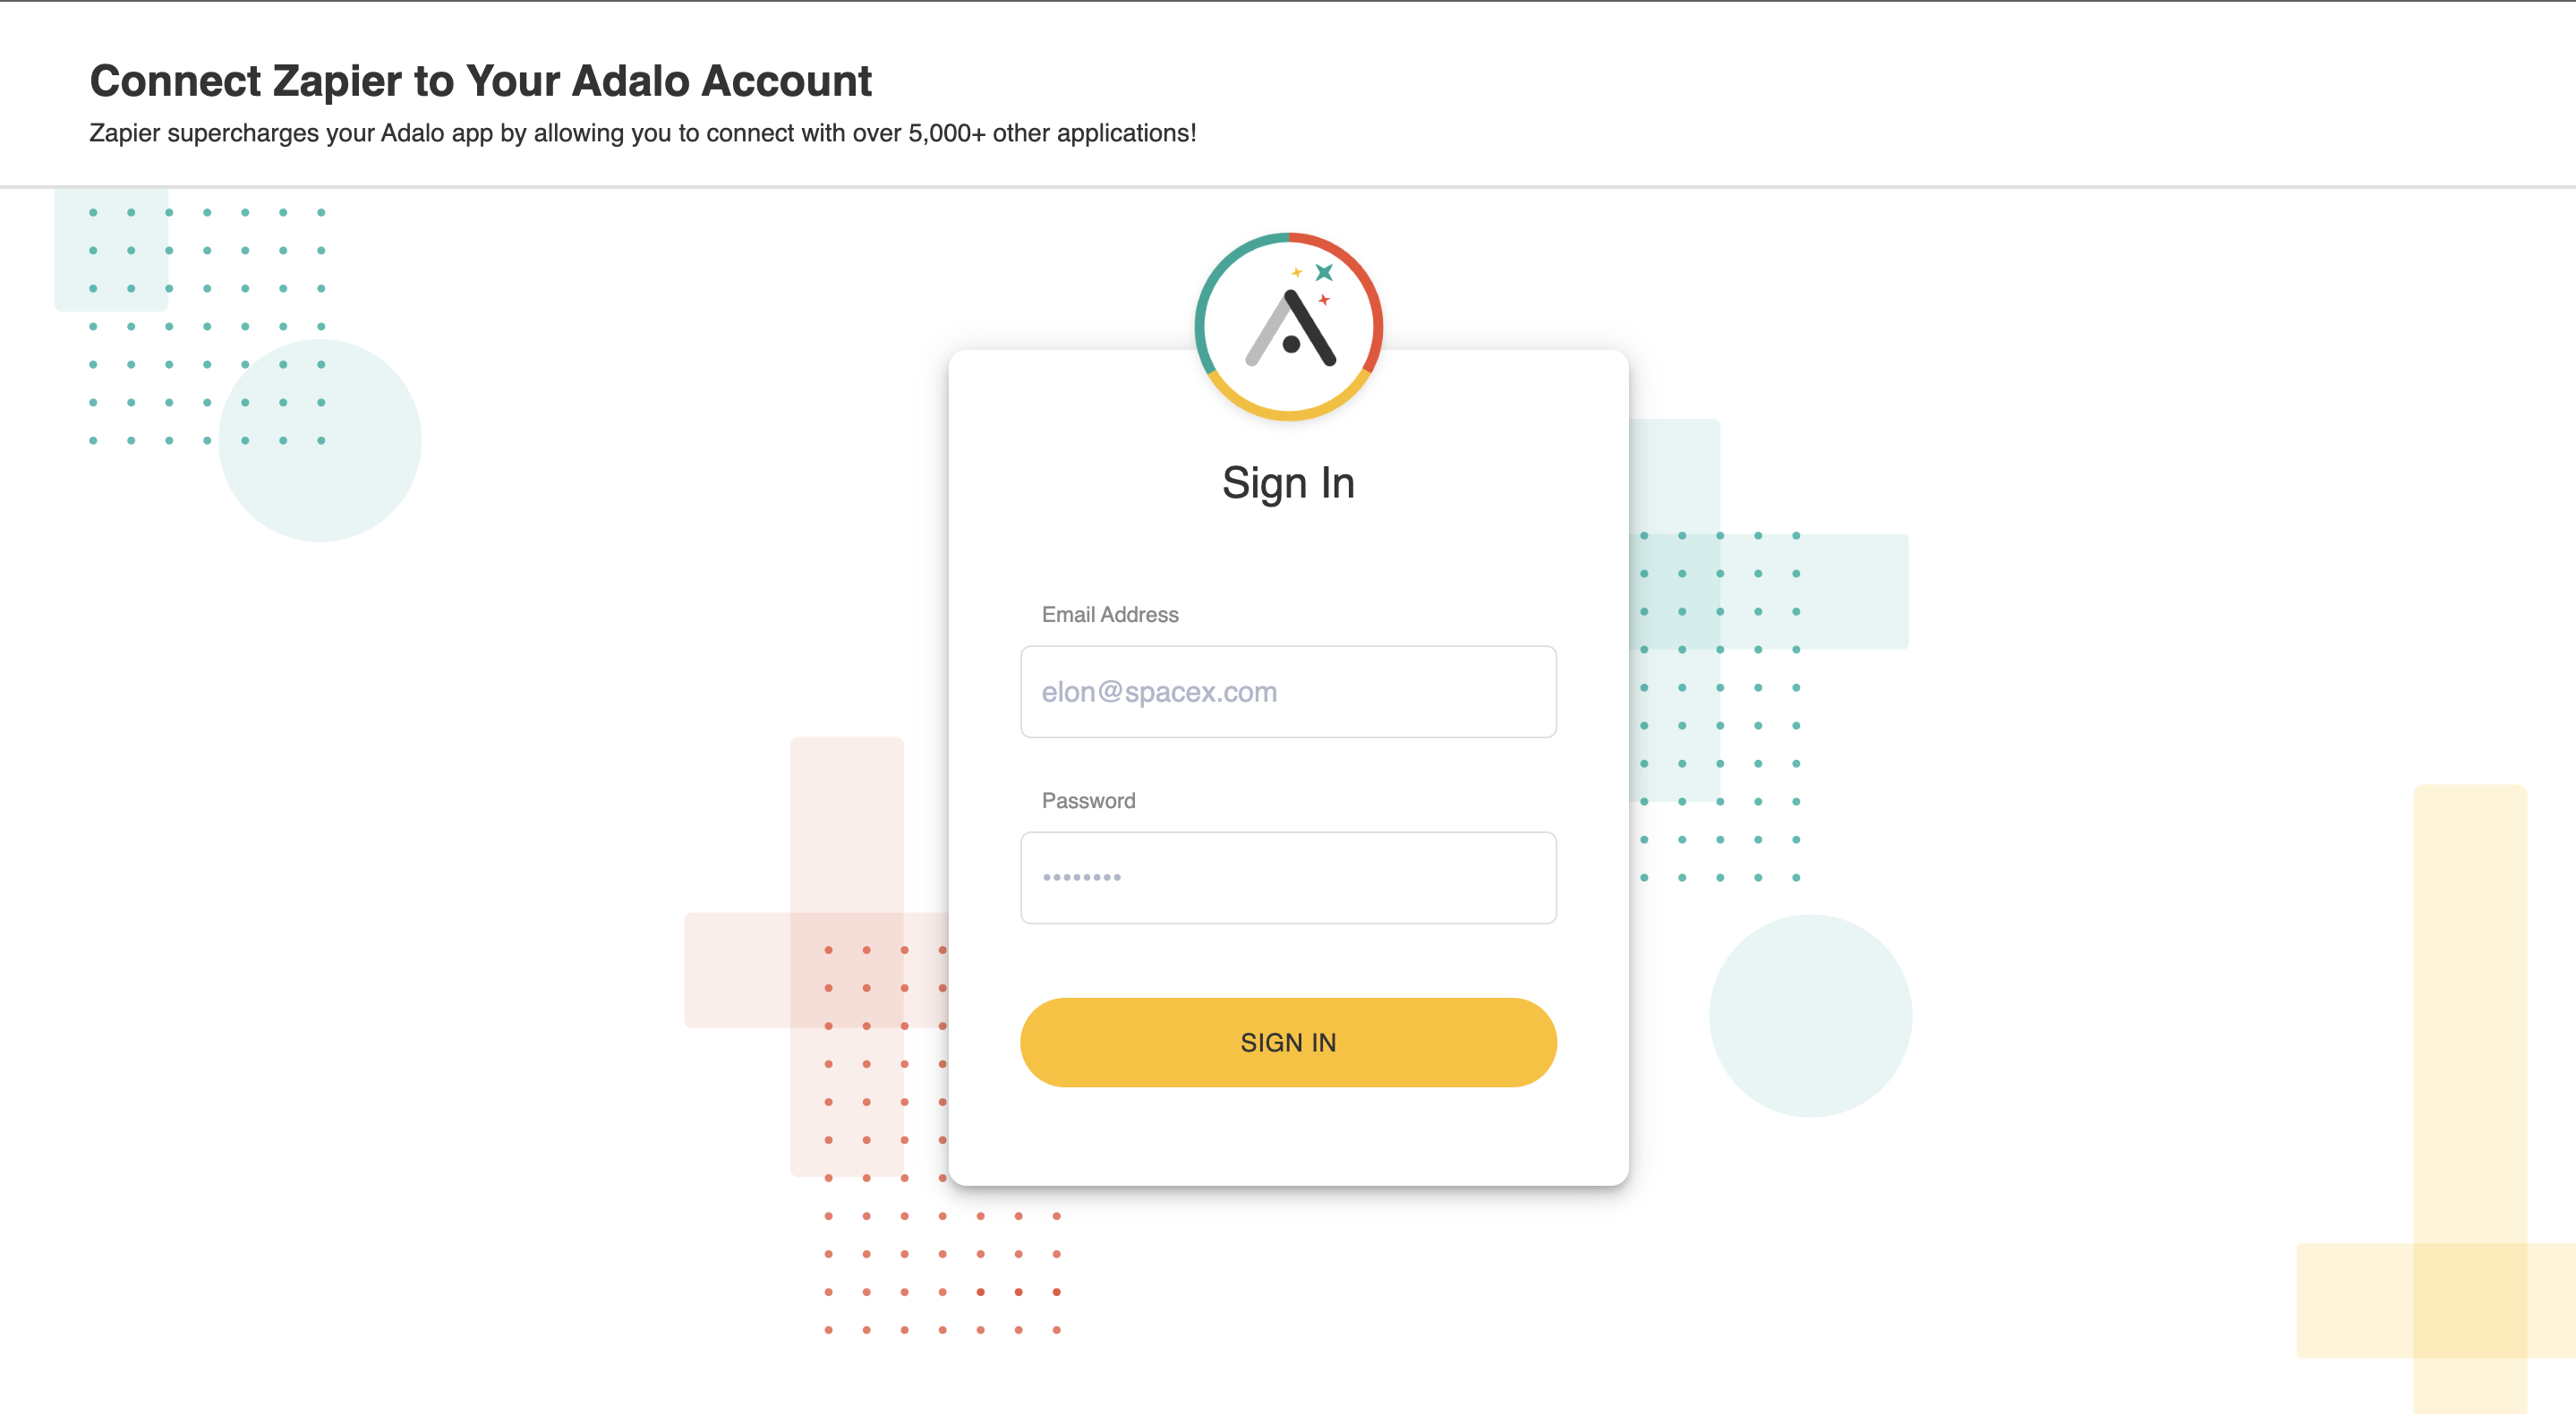 Connect Zapier to Your Adalo Account
Zapier supercharges your Adalo app by allowing you to connect with over 5,000+ other applications!
Sign In
Email Address
elon@spacex.com
Password
••••••••
SIGN IN